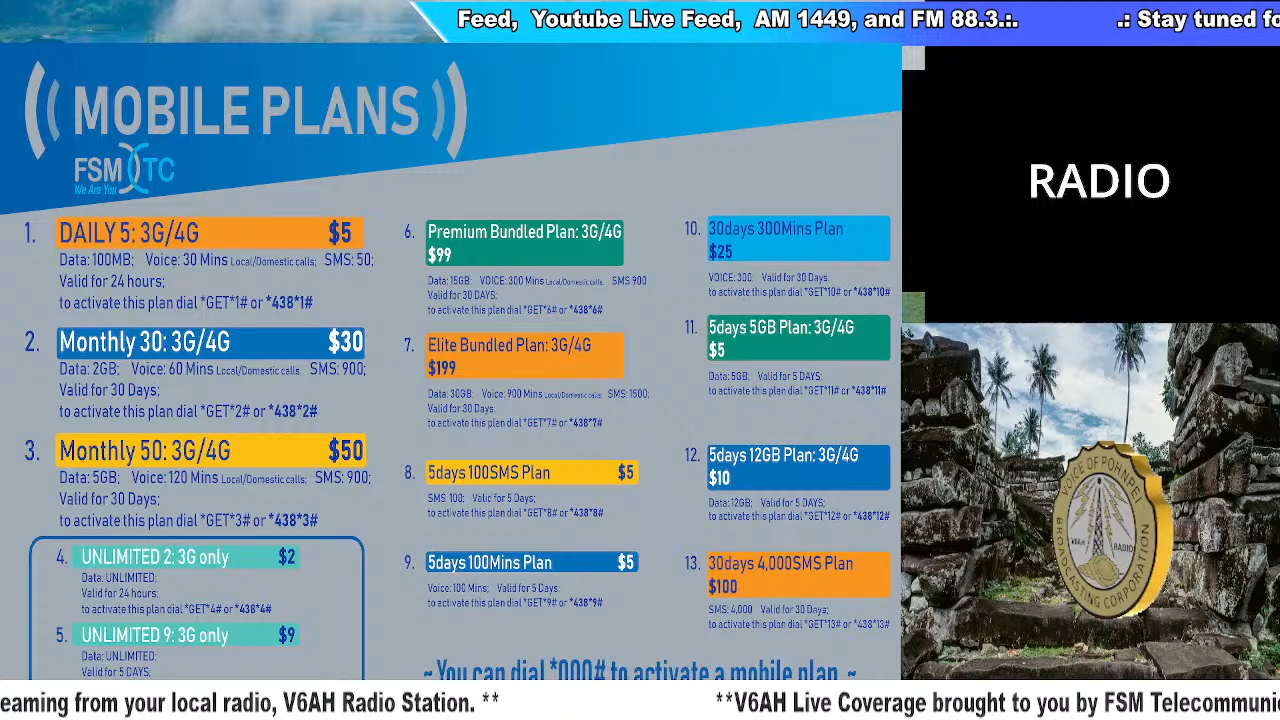 Feed, Youtube Live Feed, AM 1449, and FM 88.3.:.
.: Stay tuned fo
MOBILE PLANS
FSM TC
We Are You
1. DAILY 5: 3G/4G $5
Data: 100MB; Voice: 30 Mins Local/Domestic calls; SMS: 50;
Valid for 24 hours;
to activate this plan dial *GET*1# or *438*1#
2. Monthly 30: 3G/4G $30
Data: 2GB; Voice: 60 Mins Local/Domestic calls. SMS: 900;
Valid for 30 Days;
to activate this plan dial *GET*2# or *438*2#
3. Monthly 50: 3G/4G $50
Data: 5GB; Voice: 120 Mins Local/Domestic calls; SMS: 900;
Valid for 30 Days;
to activate this plan dial *GET*3# or *438*3#
4. UNLIMITED 2: 3G only $2
Data: UNLIMITED;
Valid for 24 hours;
to activate this plan dial *GET*4# or *438*4#
5. UNLIMITED 9: 3G only $9
Data: UNLIMITED;
Valid for 5 DAYS;
6. Premium Bundled Plan: 3G/4G
$99
Data: 15GB; VOICE: 300 Mins Local/Domestic calls. SMS 900
Valid for 30 DAYS;
to activate this plan dial *GET*6# or *438*6#
7. Elite Bundled Plan: 3G/4G
$199
Data: 30GB; Voice: 900 Mins Local/Domestic calls; SMS: 1500;
Valid for 30 Days;
to activate this plan dial *GET*7# or *438*7#
8. 5days 100SMS Plan $5
SMS 100; Valid for 5 Days;
to activate this plan dial *GET*8# or *438*8#
9. 5days 100Mins Plan $5
Voice: 100 Mins; Valid for 5 Days;
to activate this plan dial *GET*9# or *438*9#
10. 30days 300Mins Plan
$25
VOICE: 300 Valid for 30 Days;
to activate this plan dial *GET*10# or *438*10#
11. 5days 5GB Plan: 3G/4G
$5
Data: 5GB; Valid for 5 DAYS;
to activate this plan dial *GET*11# or *438*11#
12. 5days 12GB Plan: 3G/4G
$10
Data: 12GB; Valid for 5 DAYS;
to activate this plan dial *GET*12# or *438*12#
13. 30days 4,000SMS Plan
$100
SMS: 4,000 Valid for 30 Days;
to activate this plan dial *GET*13# or *438*13#
~ You can dial *000# to activate a mobile plan ~
RADIO
VOICE OF POHNPEI
V6AH RADIO
BROADCASTING CORPORATION
eaming from your local radio, V6AH Radio Station. **
**V6AH Live Coverage brought to you by FSM Telecommuni